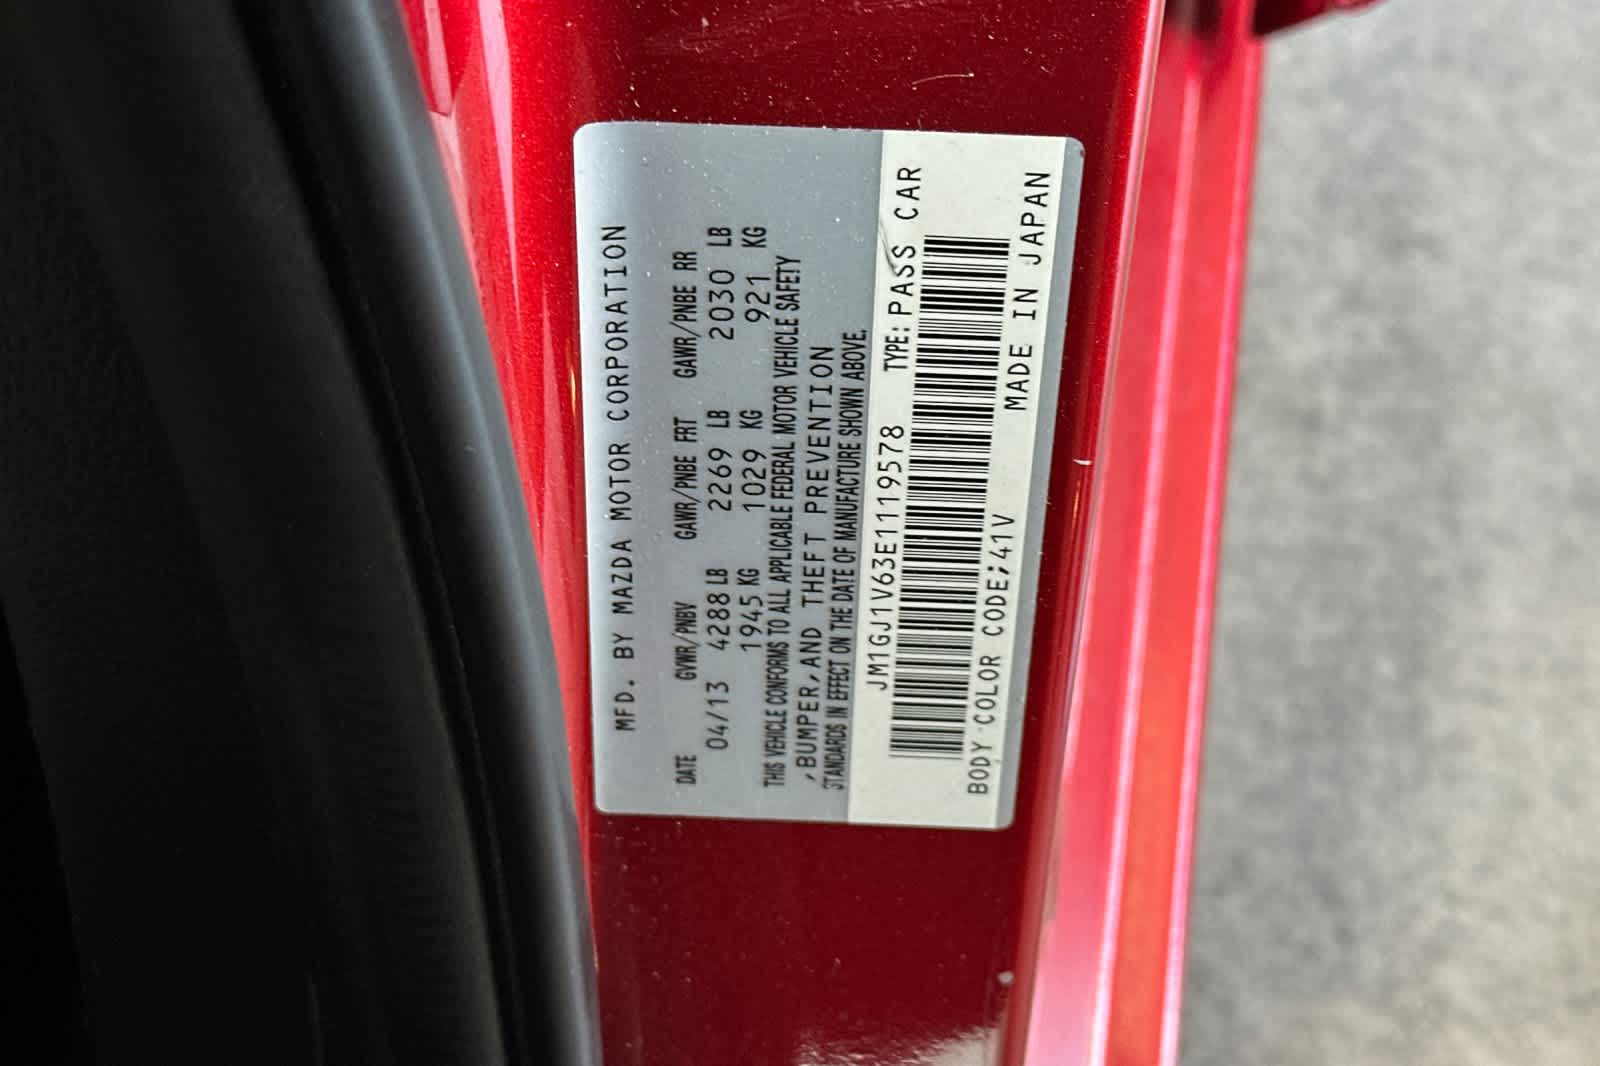 MFD. BY MAZDA MOTOR CORPORATION
DATE GVWR/PNBV GAWR/PNBE FRT GAWR/PNBE RR
04/13 4288 LB 2269 LB 2030 LB
1945 KG 1029 KG 921 KG
THIS VEHICLE CONFORMS TO ALL APPLICABLE FEDERAL MOTOR VEHICLE SAFETY
,BUMPER,AND THEFT PREVENTION
STANDARDS IN EFFECT ON THE DATE OF MANUFACTURE SHOWN ABOVE.
JM1GJ1V63E1119578 TYPE: PASS CAR
BODY COLOR CODE;41V MADE IN JAPAN